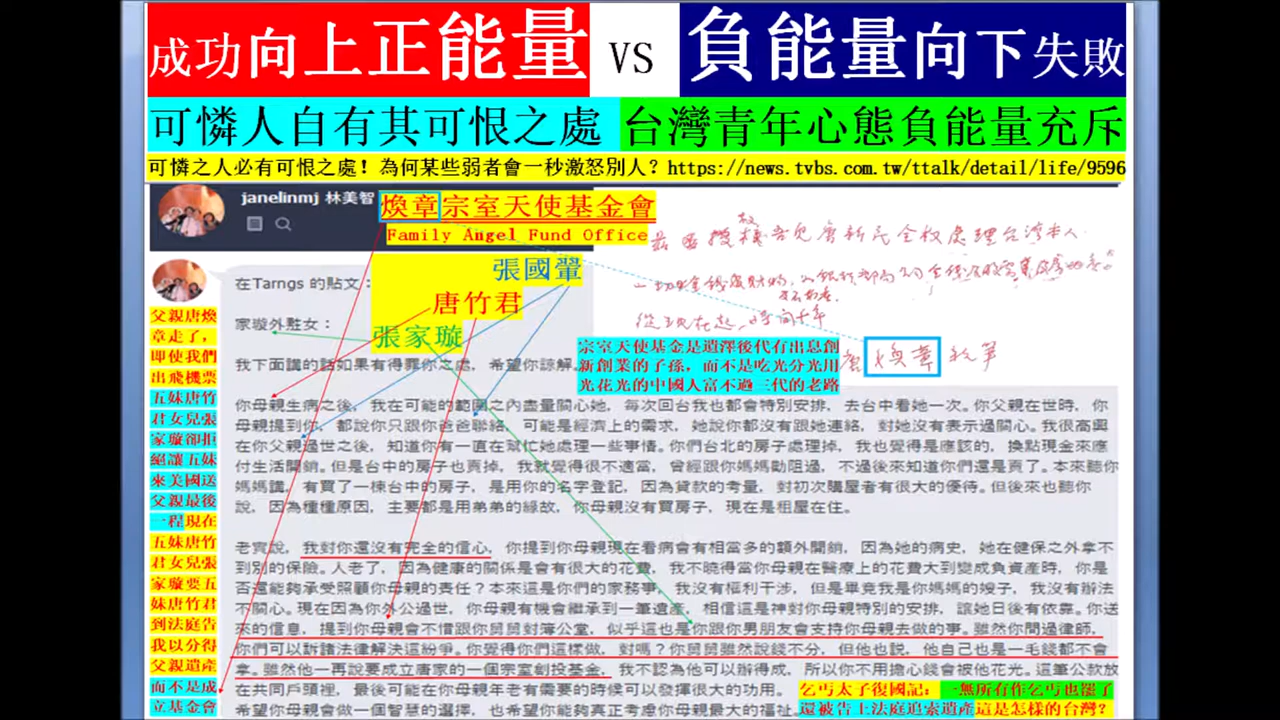 成功向上正能量 VS 負能量向下失敗
可憐人自有其可恨之處 台灣青年心態負能量充斥
可憐之人必有可恨之處！為何某些弱者會一秒激怒別人？https://news.tvbs.com.tw/ttalk/detail/life/9596
janelinmj 林美智
煥章宗室天使基金會
Family Angel Fund Office
張國翬
唐竹君
張家璇
在Tarngs 的貼文：
家璇外甥女：
我下面講的話如果有得罪你之處，希望你諒解。
宗室天使基金是遺澤後代有出息創
新創業的子孫，而不是吃光分光用
光花光的中國人富不過三代的老路
煥章
父親唐煥
章走了，
即使我們
出飛機票
五妹唐竹
君女兒張
家璇卻拒
絕讓五妹
來美國送
父親最後
一程現在
五妹唐竹
君女兒張
家璇要五
妹唐竹君
到法庭告
我以分得
父親遺產
而不是成
立基金會
你母親生病之後，我在可能的範圍之內盡量關心她，每次回台我也都會特別安排，去台中看她一次。你父親在世時，你
母親提到你，都說你只跟你爸爸聯絡，可能是經濟上的需求，她說你都沒有跟她連絡，對她沒有表示過關心。我很高興
在你父親過世之後，知道你有一直在幫忙她處理一些事情。你們台北的房子處理掉，我也覺得是應該的，換點現金來應
付生活開銷。但是台中的房子也賣掉，我就覺得很不適當，曾經跟你媽媽勸阻過，不過後來知道你們還是賣了。本來聽你
媽媽講，有買了一棟台中的房子，是用你的名字登記，因為貸款的考量，對初次購屋者有很大的優待。但後來也聽你
說，因為種種原因，主要都是用弟弟的緣故，你母親沒有買房子，現在是租屋在住。
老實說，我對你還沒有完全的信心，你提到你母親現在看病會有相當多的額外開銷，因為她的病史，她在健保之外拿不
到別的保險。人老了，因為健康的關係是會有很大的花費，我不曉得當你母親在醫療上的花費大到變成負資產時，你是
否還能夠承受照顧你母親的責任？本來這是你們的家務事，我沒有權利干涉，但是畢竟我是你媽媽的嫂子，我沒有辦法
不關心。現在因為你外公過世，你母親有機會繼承到一筆遺產，相信這是神對你母親特別的安排，讓她日後有依靠。你送
來的信息，提到你母親會不惜跟你舅舅對簿公堂，似乎這也是你跟你男朋友會支持你母親去做的事。雖然你問過律師，
你們可以訴諸法律解決這紛爭。你覺得你們這樣做，對嗎？你舅舅雖然說錢不分，但他也說，他自己也是一毛錢都不會
拿。雖然他一再說要成立唐家的一個宗室創投基金，我不認為他可以辦得成，所以你不用擔心錢會被他花光。這筆公款放
在共同戶頭裡，最後可能在你母親年老有需要的時候可以發揮很大的功用。
希望你母親會做一個智慧的選擇，也希望你能夠真正考慮你母親最大的福祉。
乞丐太子復國記：一無所有作乞丐也罷了
還被告上法庭追索遺產這是怎樣的台灣？